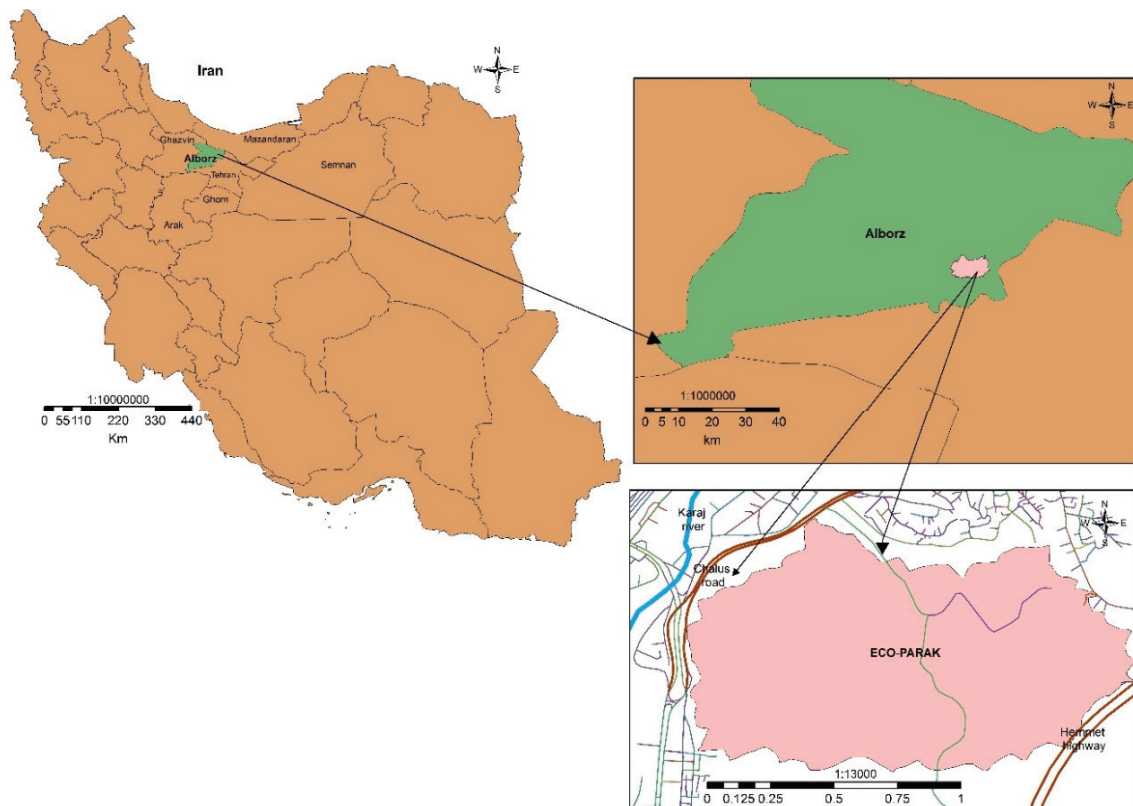 Iran
N
W E
S
Ghazvin
Mazandaran
Alborz
Tehran
Semnan
Ghom
Arak
1:10000000
0 55110 220 330 440
Km
N
W E
S
Alborz
1:1000000
0 5 10 20 30 40
km
N
W E
S
Karaj
river
Chalus
road
ECO-PARAK
Hemmet
highway
1:13000
0 0.125 0.25 0.5 0.75 1